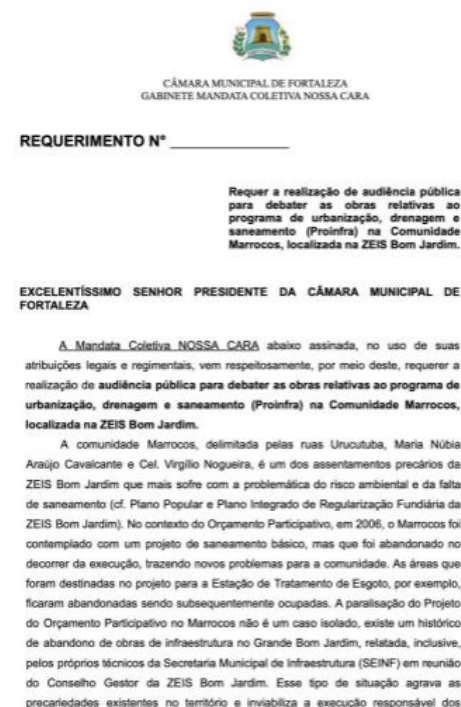 CÂMARA MUNICIPAL DE FORTALEZA
GABINETE MANDATA COLETIVA NOSSA CARA
REQUERIMENTO N° ________________
Requer a realização de audiência pública
para debater as obras relativas ao
programa de urbanização, drenagem e
saneamento (Proinfra) na Comunidade
Marrocos, localizada na ZEIS Bom Jardim.
EXCELENTÍSSIMO SENHOR PRESIDENTE DA CÂMARA MUNICIPAL DE
FORTALEZA
A Mandata Coletiva NOSSA CARA abaixo assinada, no uso de suas
atribuições legais e regimentais, vem respeitosamente, por meio deste, requerer a
realização de audiência pública para debater as obras relativas ao programa de
urbanização, drenagem e saneamento (Proinfra) na Comunidade Marrocos,
localizada na ZEIS Bom Jardim.
A comunidade Marrocos, delimitada pelas ruas Urucutuba, Maria Núbia
Araújo Cavalcante e Cel. Virgílio Nogueira, é um dos assentamentos precários da
ZEIS Bom Jardim que mais sofre com a problemática do risco ambiental e da falta
de saneamento (cf. Plano Popular e Plano Integrado de Regularização Fundiária da
ZEIS Bom Jardim). No contexto do Orçamento Participativo, em 2006, o Marrocos foi
contemplado com um projeto de saneamento básico, mas que foi abandonado no
decorrer da execução, trazendo novos problemas para a comunidade. As áreas que
foram destinadas no projeto para a Estação de Tratamento de Esgoto, por exemplo,
ficaram abandonadas sendo subsequentemente ocupadas. A paralisação do Projeto
do Orçamento Participativo no Marrocos não é um caso isolado, existe um histórico
de abandono de obras de infraestrutura no Grande Bom Jardim, relatada, inclusive,
pelos próprios técnicos da Secretaria Municipal de Infraestrutura (SEINF) em reunião
do Conselho Gestor da ZEIS Bom Jardim. Esse tipo de situação agrava as
precariedades existentes no território e inviabiliza a execução responsável dos